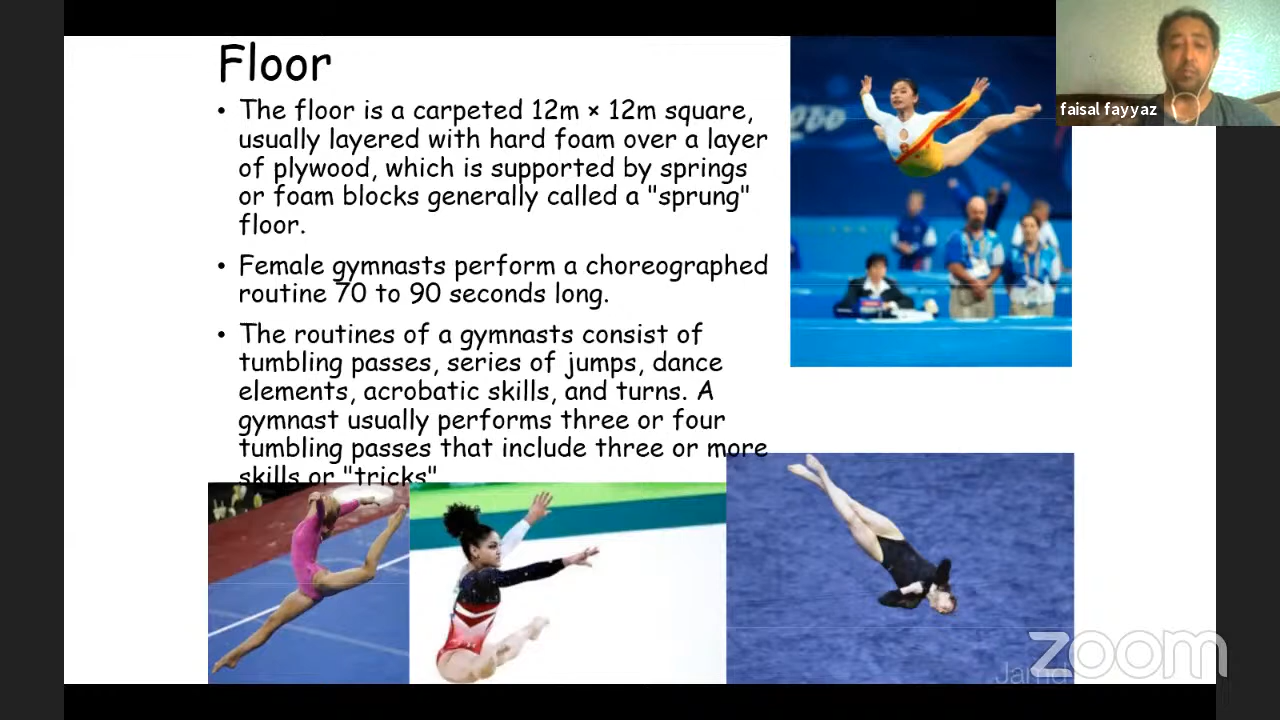 Floor
• The floor is a carpeted 12m × 12m square,
usually layered with hard foam over a layer
of plywood, which is supported by springs
or foam blocks generally called a "sprung"
floor.
• Female gymnasts perform a choreographed
routine 70 to 90 seconds long.
• The routines of a gymnasts consist of
tumbling passes, series of jumps, dance
elements, acrobatic skills, and turns. A
gymnast usually performs three or four
tumbling passes that include three or more
skills or "tricks"
faisal fayyaz
zoom